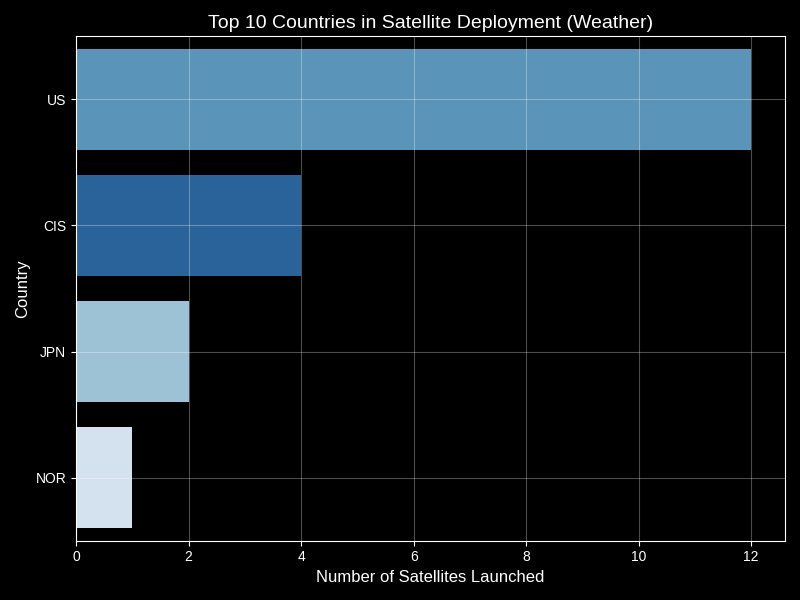 Top 10 Countries in Satellite Deployment (Weather)
US
CIS
JPN
NOR
Country
0 2 4 6 8 10 12
Number of Satellites Launched